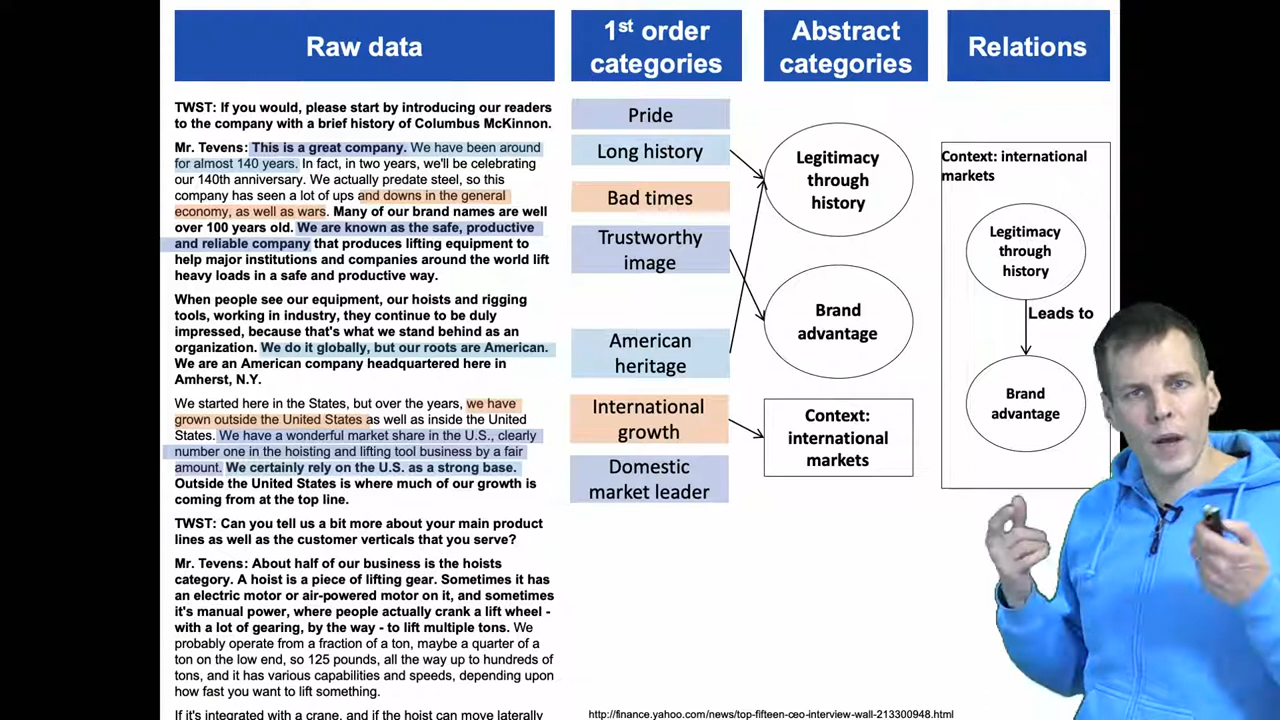 Raw data
1st order
categories
Abstract
categories
Relations
TWST: If you would, please start by introducing our readers
to the company with a brief history of Columbus McKinnon.
Mr. Tevens: This is a great company. We have been around
for almost 140 years. In fact, in two years, we'll be celebrating
our 140th anniversary. We actually predate steel, so this
company has seen a lot of ups and downs in the general
economy, as well as wars. Many of our brand names are well
over 100 years old. We are known as the safe, productive
and reliable company that produces lifting equipment to
help major institutions and companies around the world lift
heavy loads in a safe and productive way.
When people see our equipment, our hoists and rigging
tools, working in industry, they continue to be duly
impressed, because that's what we stand behind as an
organization. We do it globally, but our roots are American.
We are an American company headquartered here in
Amherst, N.Y.
We started here in the States, but over the years, we have
grown outside the United States as well as inside the United
States. We have a wonderful market share in the U.S., clearly
number one in the hoisting and lifting tool business by a fair
amount. We certainly rely on the U.S. as a strong base.
Outside the United States is where much of our growth is
coming from at the top line.
TWST: Can you tell us a bit more about your main product
lines as well as the customer verticals that you serve?
Mr. Tevens: About half of our business is the hoists
category. A hoist is a piece of lifting gear. Sometimes it has
an electric motor or air-powered motor on it, and sometimes
it's manual power, where people actually crank a lift wheel -
with a lot of gearing, by the way - to lift multiple tons. We
probably operate from a fraction of a ton, maybe a quarter of a
ton on the low end, so 125 pounds, all the way up to hundreds of
tons, and it has various capabilities and speeds, depending upon
how fast you want to lift something.
If it's integrated with a crane, and if the hoist can move laterally
Pride
Long history
Bad times
Trustworthy
image
American
heritage
International
growth
Domestic
market leader
Legitimacy
through
history
Brand
advantage
Context:
international
markets
Context: international
markets
Legitimacy
through
history
Leads to
Brand
advantage
http://finance.yahoo.com/news/top-fifteen-ceo-interview-wall-213300948.html